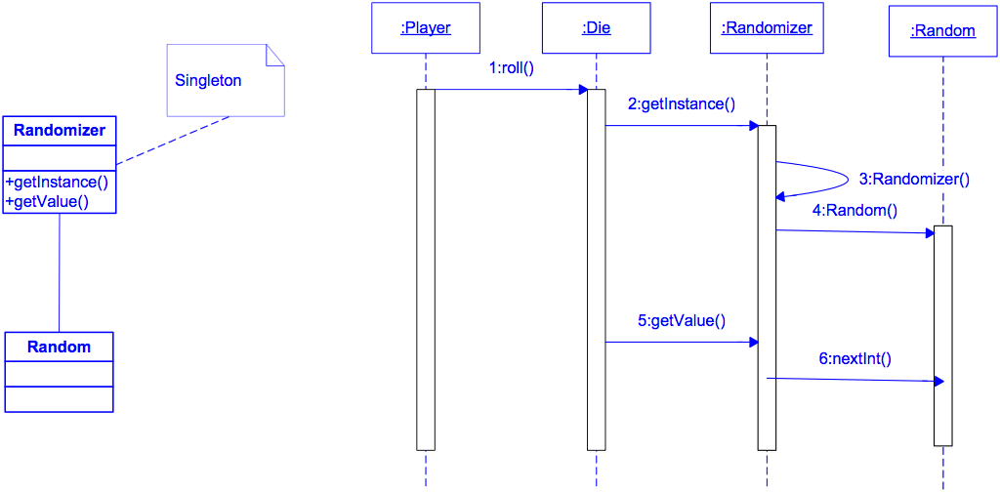 Singleton
Randomizer
+getInstance()
+getValue()
Random
:Player
:Die
:Randomizer
:Random
1:roll()
2:getInstance()
3:Randomizer()
4:Random()
5:getValue()
6:nextInt()